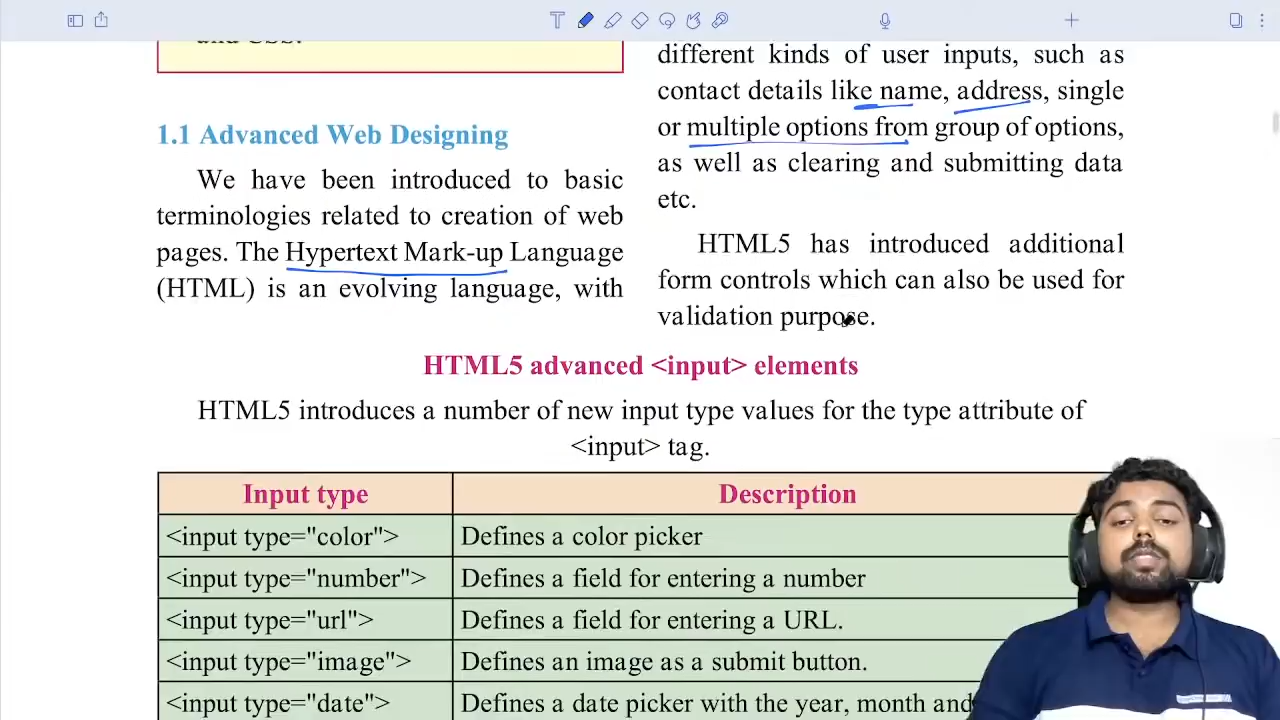 and CSS.
1.1 Advanced Web Designing
We have been introduced to basic
terminologies related to creation of web
pages. The Hypertext Mark-up Language
(HTML) is an evolving language, with
different kinds of user inputs, such as
contact details like name, address, single
or multiple options from group of options,
as well as clearing and submitting data
etc.
HTML5 has introduced additional
form controls which can also be used for
validation purpose.
HTML5 advanced <input> elements
HTML5 introduces a number of new input type values for the type attribute of
<input> tag.
Input type Description
<input type="color"> Defines a color picker
<input type="number"> Defines a field for entering a number
<input type="url"> Defines a field for entering a URL.
<input type="image"> Defines an image as a submit button.
<input type="date"> Defines a date picker with the year, month and